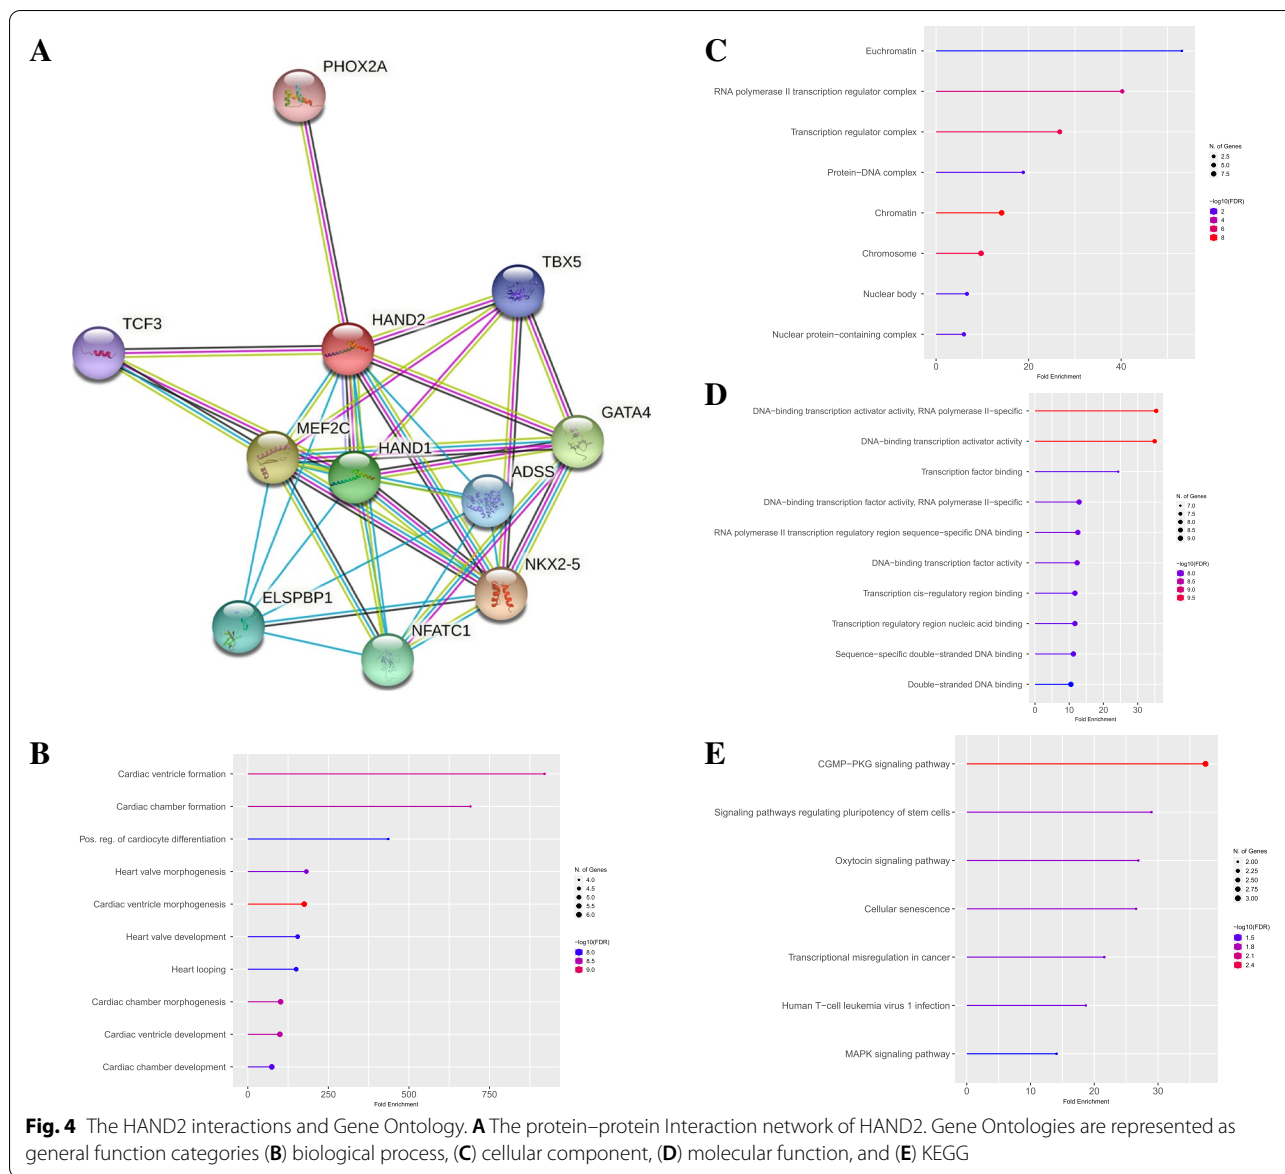 A
PHOX2A
TBX5
HAND2
TCF3
GATA4
MEF2C
HAND1
ADSS
NKX2-5
ELSPBP1
NFATC1
B
Cardiac ventricle formation
Cardiac chamber formation
Pos. reg. of cardiocyte differentiation
Heart valve morphogenesis
Cardiac ventricle morphogenesis
Heart valve development
Heart looping
Cardiac chamber morphogenesis
Cardiac ventricle development
Cardiac chamber development
0 250 500 750
Fold Enrichment
N. of Genes
4.0
4.5
5.0
5.5
6.0
−log10(FDR)
8.0
8.5
9.0
C
Euchromatin
RNA polymerase II transcription regulator complex
Transcription regulator complex
Protein−DNA complex
Chromatin
Chromosome
Nuclear body
Nuclear protein−containing complex
0 20 40
Fold Enrichment
N. of Genes
2.5
5.0
7.5
−log10(FDR)
2
4
6
8
D
DNA−binding transcription activator activity, RNA polymerase II−specific
DNA−binding transcription activator activity
Transcription factor binding
DNA−binding transcription factor activity, RNA polymerase II−specific
RNA polymerase II transcription regulatory region sequence−specific DNA binding
DNA−binding transcription factor activity
Transcription cis−regulatory region binding
Transcription regulatory region nucleic acid binding
Sequence−specific double−stranded DNA binding
Double−stranded DNA binding
0 10 20 30
Fold Enrichment
N. of Genes
7.0
7.5
8.0
8.5
9.0
−log10(FDR)
8.0
8.5
9.0
9.5
E
CGMP−PKG signaling pathway
Signaling pathways regulating pluripotency of stem cells
Oxytocin signaling pathway
Cellular senescence
Transcriptional misregulation in cancer
Human T−cell leukemia virus 1 infection
MAPK signaling pathway
0 10 20 30
Fold Enrichment
N. of Genes
2.00
2.25
2.50
2.75
3.00
−log10(FDR)
1.5
1.8
2.1
2.4
Fig. 4 The HAND2 interactions and Gene Ontology. A The protein–protein Interaction network of HAND2. Gene Ontologies are represented as
general function categories (B) biological process, (C) cellular component, (D) molecular function, and (E) KEGG